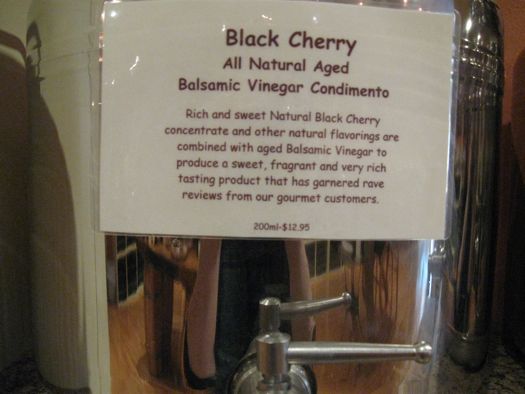 Black Cherry
All Natural Aged
Balsamic Vinegar Condimento
Rich and sweet Natural Black Cherry
concentrate and other natural flavorings are
combined with aged Balsamic Vinegar to
produce a sweet, fragrant and very rich
tasting product that has garnered rave
reviews from our gourmet customers.
200ml-$12.95